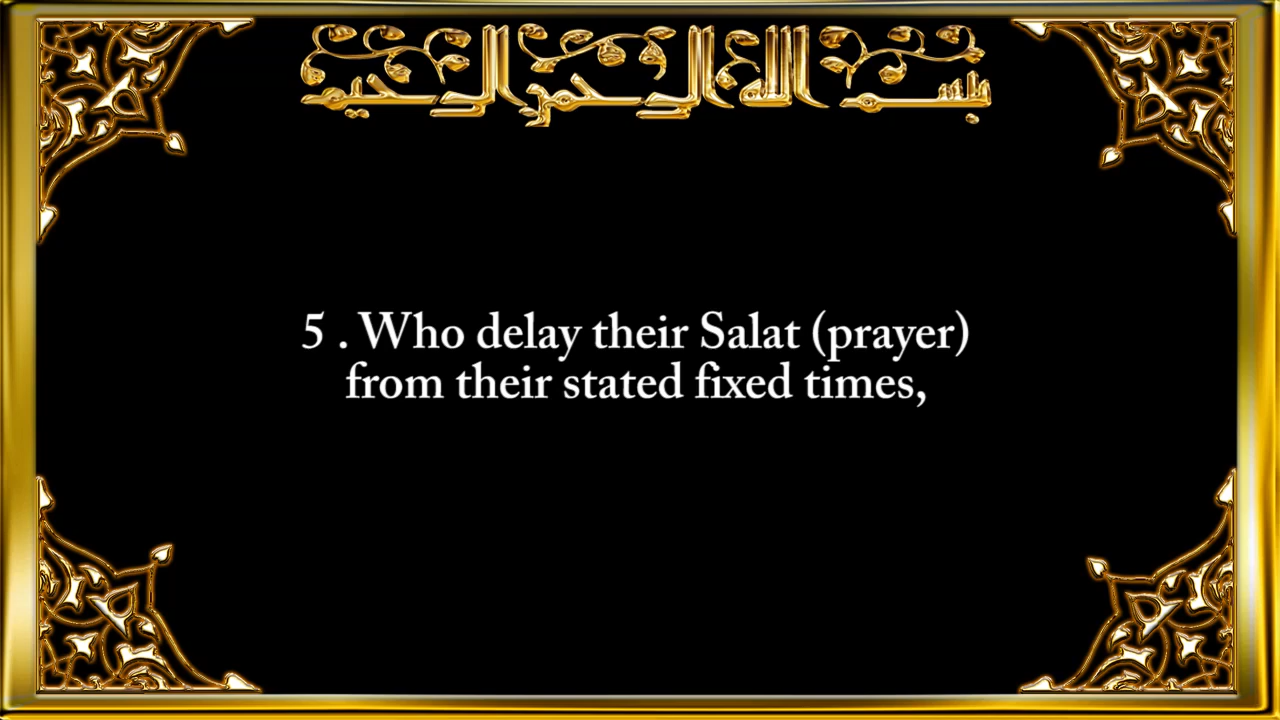 بسم الله الرحمن الرحيم
5 . Who delay their Salat (prayer)
from their stated fixed times,